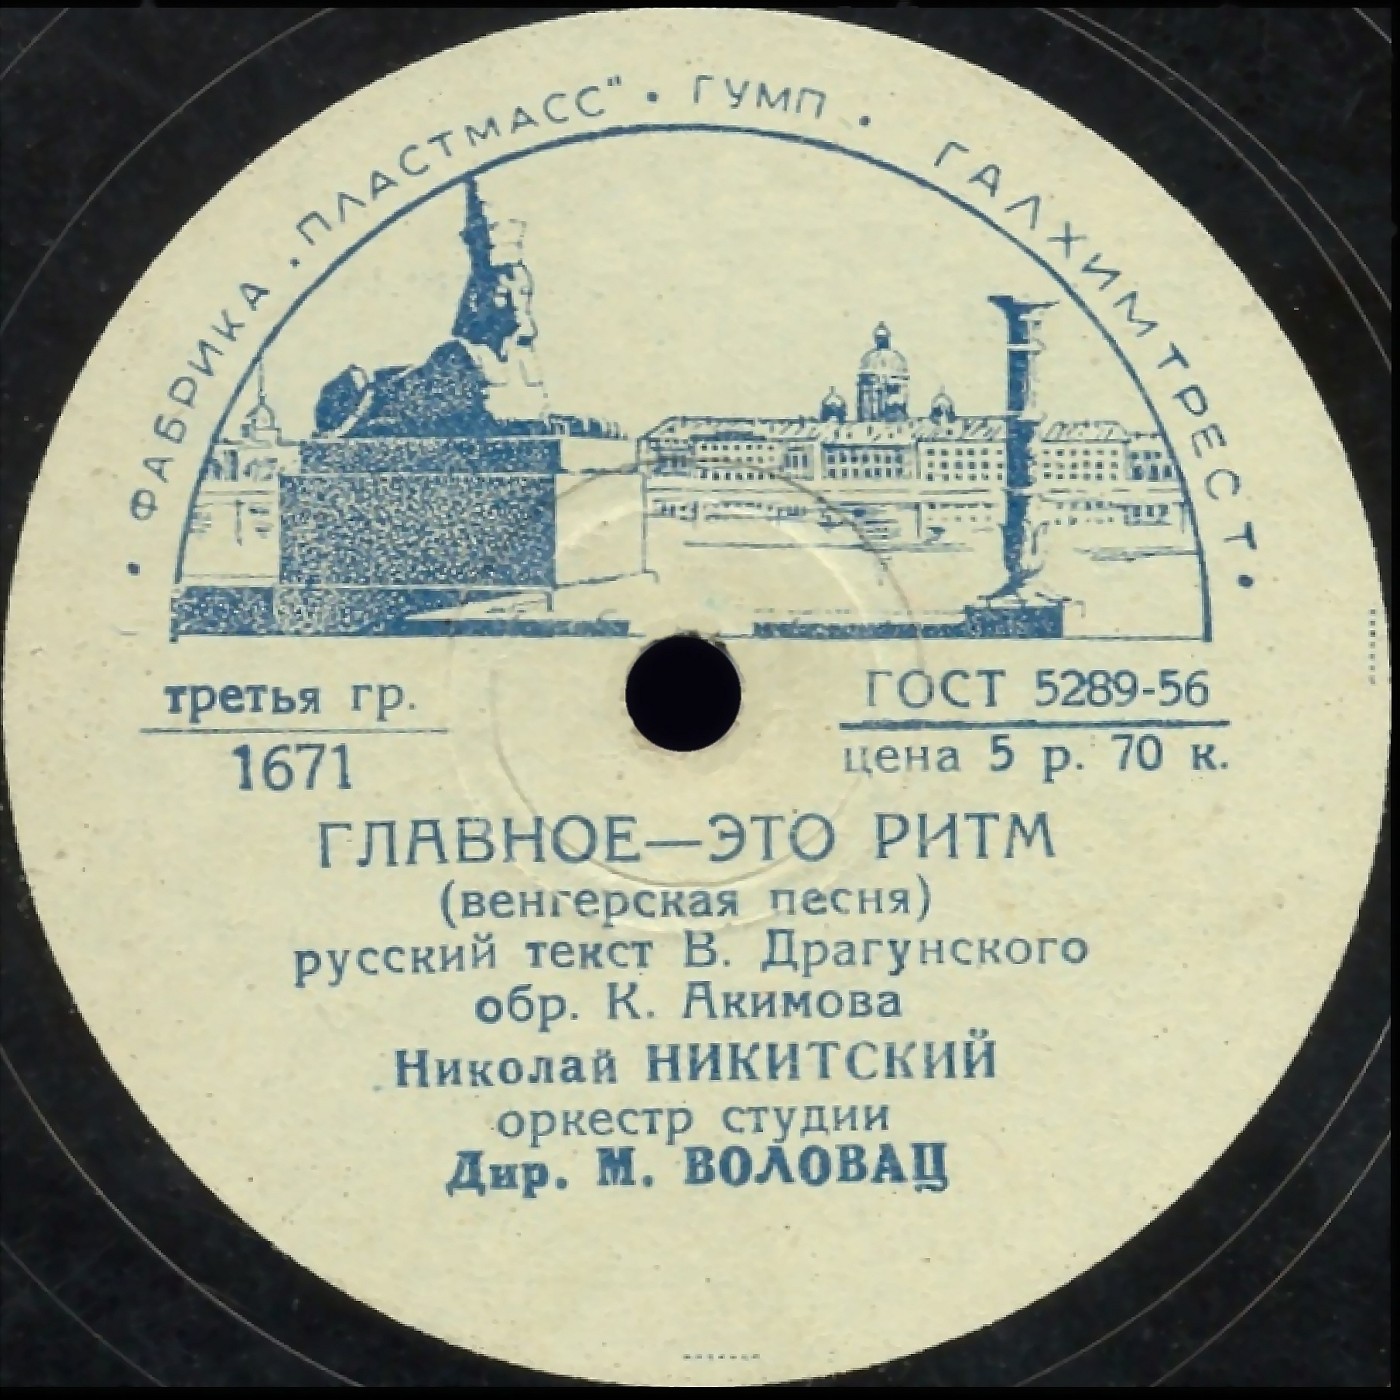 • ФАБРИКА „ПЛАСТМАСС" • ГУМП • ГАЛХИМТРЕСТ •
третья гр.
1671
ГОСТ 5289-56
цена 5 р. 70 к.
ГЛАВНОЕ—ЭТО РИТМ
(венгерская песня)
русский текст В. Драгунского
обр. К. Акимова
Николай НИКИТСКИЙ
оркестр студии
Дир. М. ВОЛОВАЦ